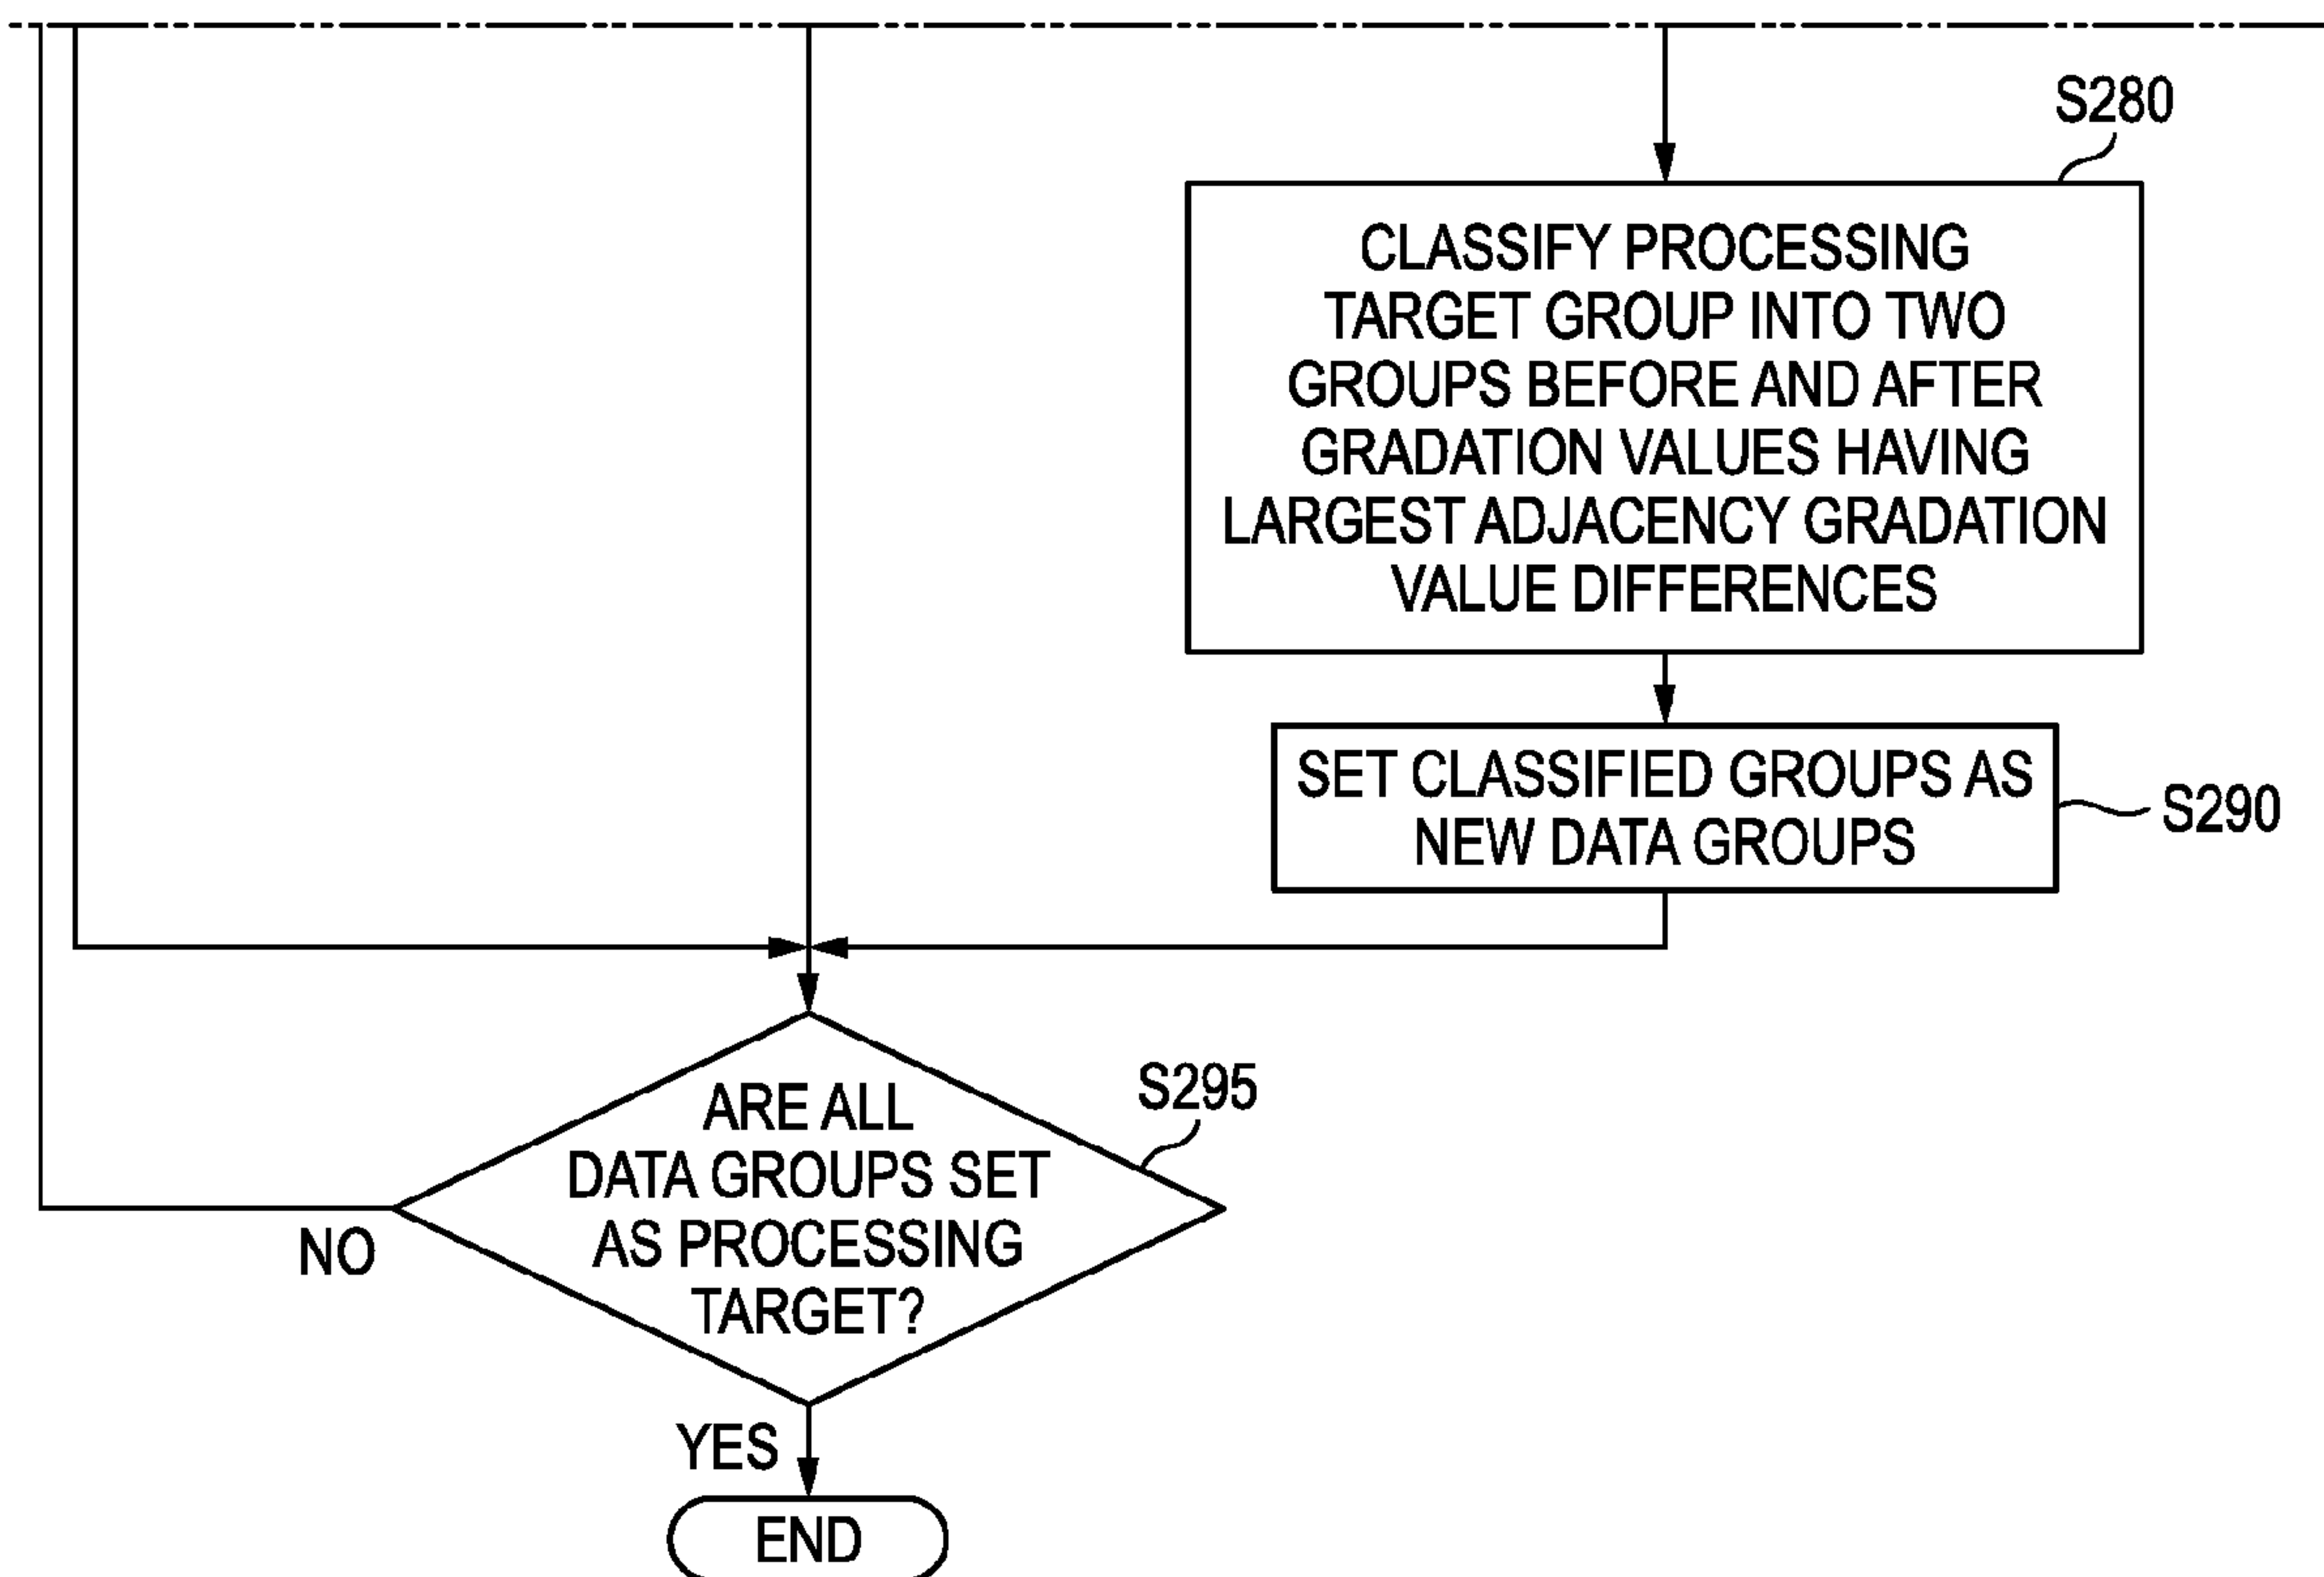 S280
CLASSIFY PROCESSING
TARGET GROUP INTO TWO
GROUPS BEFORE AND AFTER
GRADATION VALUES HAVING
LARGEST ADJACENCY GRADATION
VALUE DIFFERENCES
SET CLASSIFIED GROUPS AS
NEW DATA GROUPS
S290
S295
ARE ALL
DATA GROUPS SET
AS PROCESSING
TARGET?
NO
YES
END